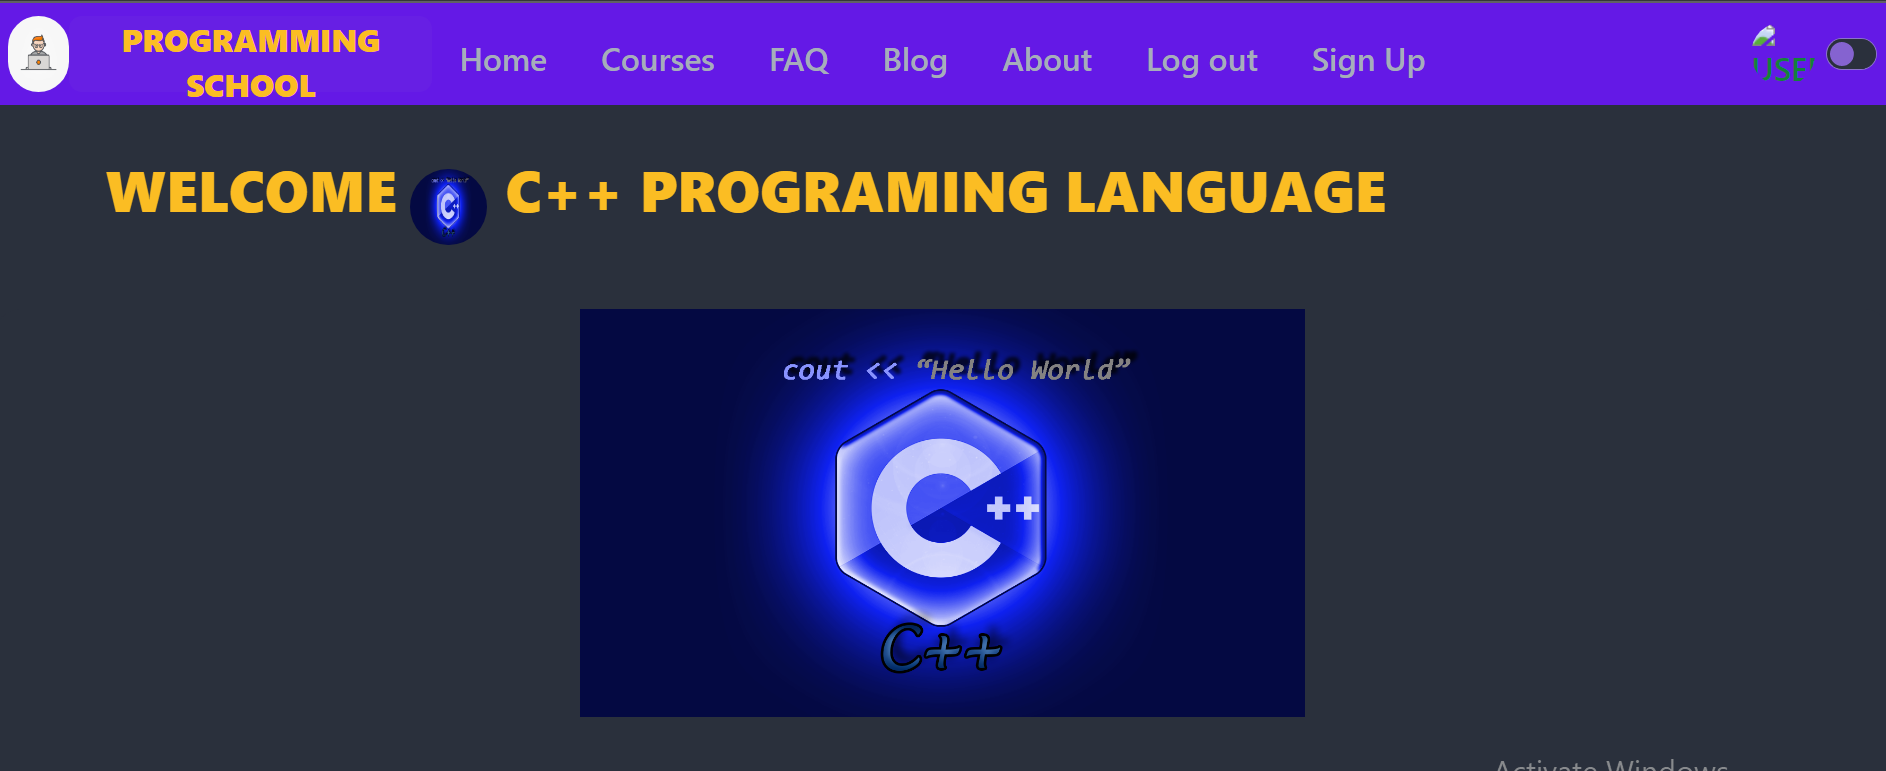 PROGRAMMING
SCHOOL
Home Courses FAQ Blog About Log out Sign Up
WELCOME C++ PROGRAMING LANGUAGE
cout << “Hello World”
C++
C++
Activate Windows